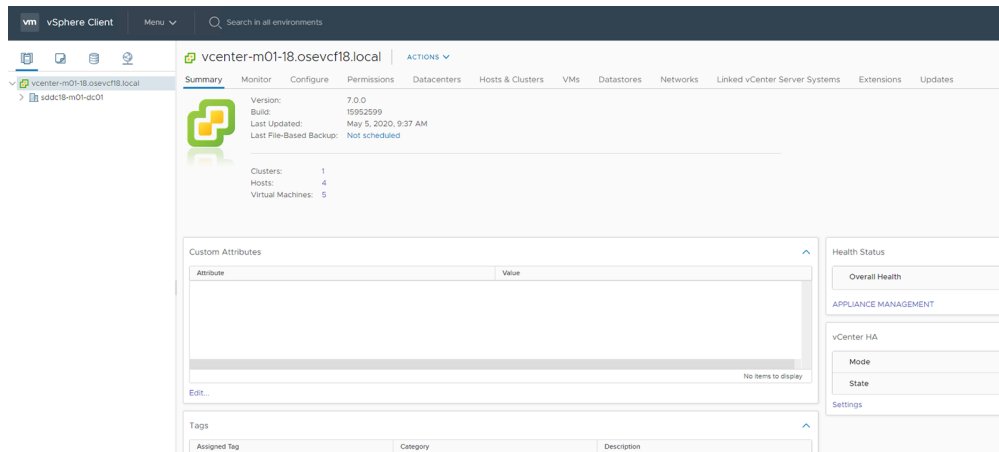 vm vSphere Client Menu Search in all environments
vcenter-m01-18.osevcf18.local
sddc18-m01-dc01
vcenter-m01-18.osevcf18.local ACTIONS
Summary Monitor Configure Permissions Datacenters Hosts & Clusters VMs Datastores Networks Linked vCenter Server Systems Extensions Updates
Version: 7.0.0
Build: 15952599
Last Updated: May 5, 2020, 9:37 AM
Last File-Based Backup: Not scheduled
Clusters: 1
Hosts: 4
Virtual Machines: 5
Custom Attributes
Attribute Value
No items to display
Edit...
Tags
Assigned Tag Category Description
Health Status
Overall Health
APPLIANCE MANAGEMENT
vCenter HA
Mode
State
Settings